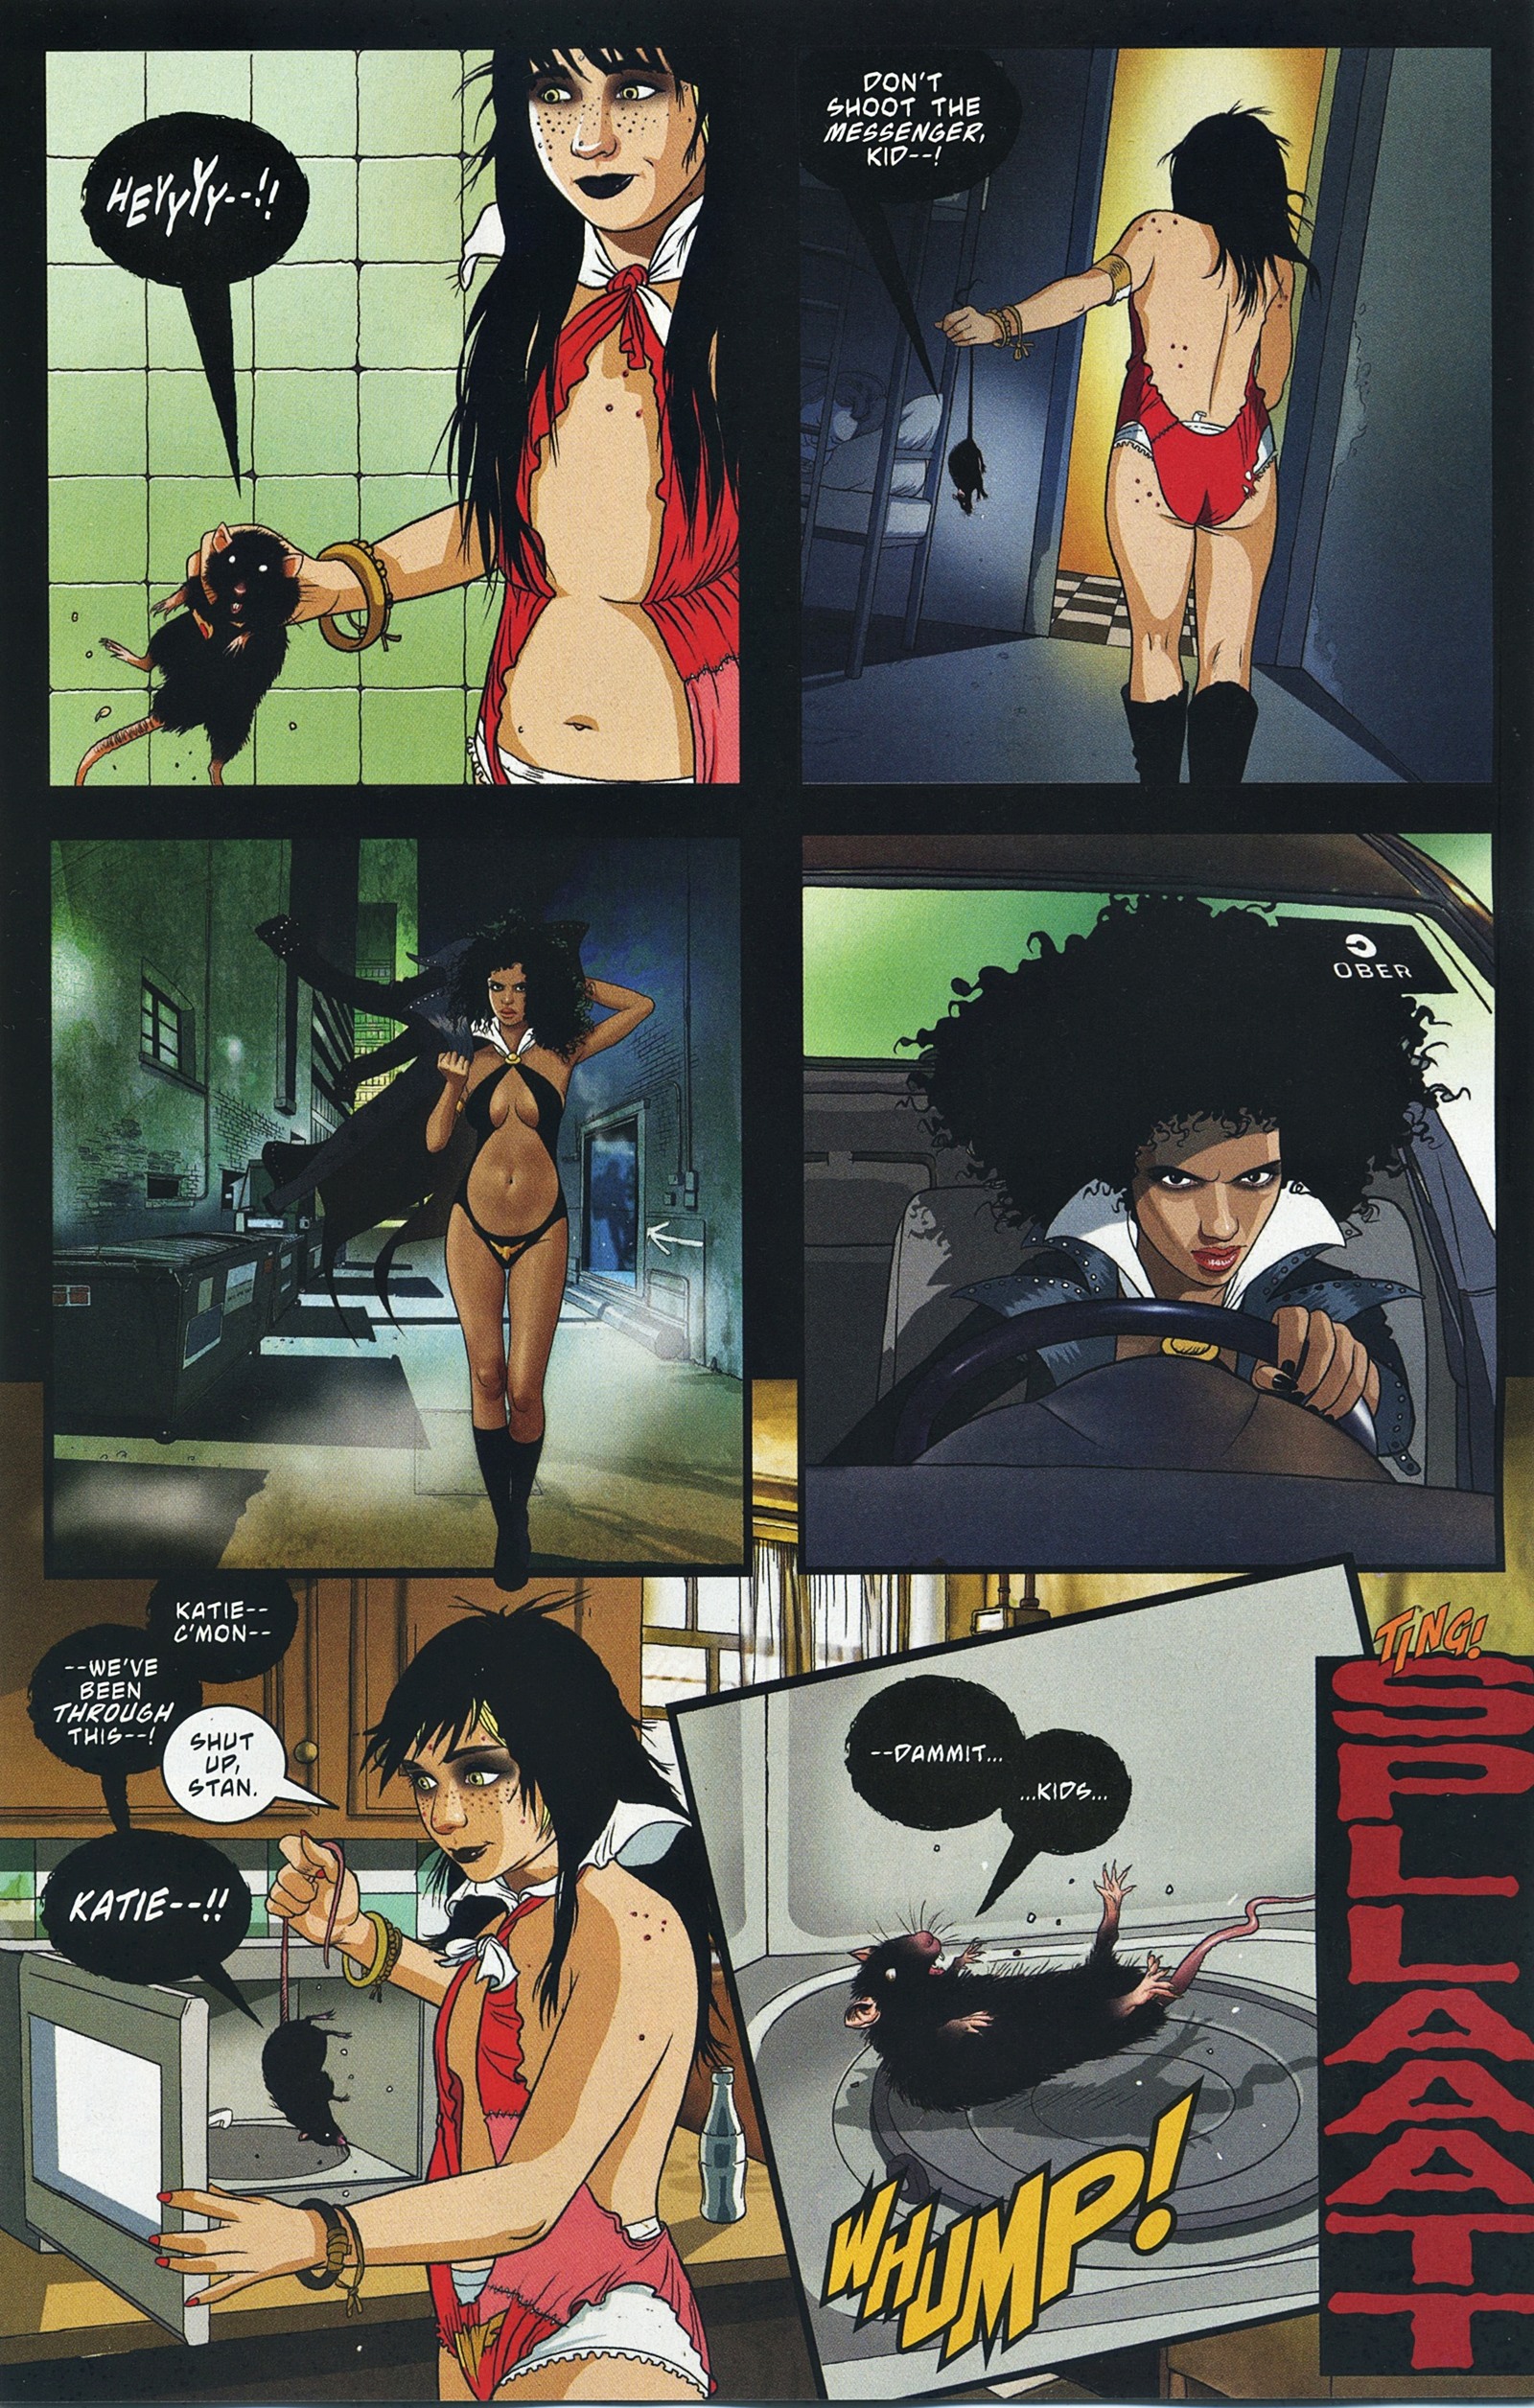 HEYYYY--!!
DON'T
SHOOT THE
MESSENGER,
KID--!
OBER
KATIE--
C'MON--
--WE'VE
BEEN
THROUGH
THIS--!
SHUT
UP,
STAN.
KATIE--!!
--DAMMIT...
...KIDS...
WHUMP!
TING!
SPLAAATT